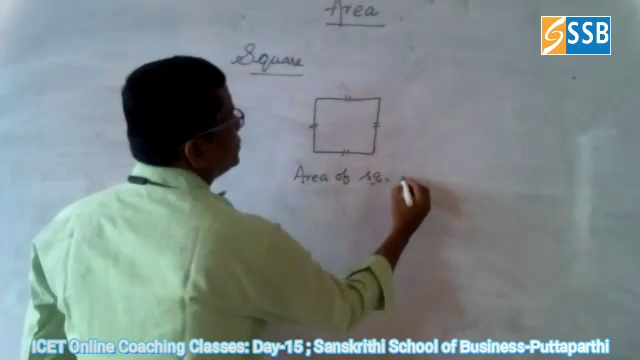 Area
SSB
Square
Area of sq.
ICET Online Coaching Classes: Day-15 ; Sanskrithi School of Business-Puttaparthi